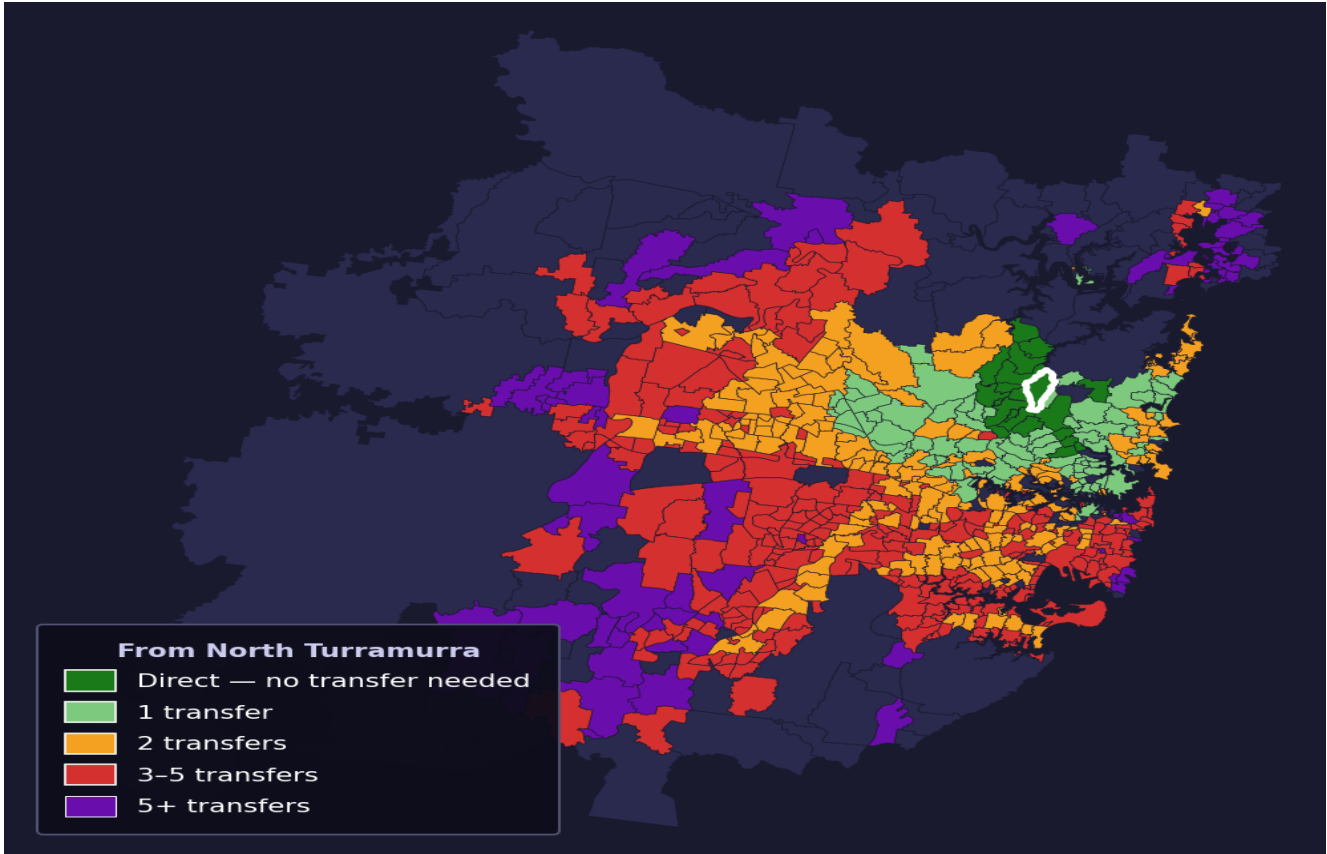 From North Turramurra
Direct — no transfer needed
1 transfer
2 transfers
3–5 transfers
5+ transfers